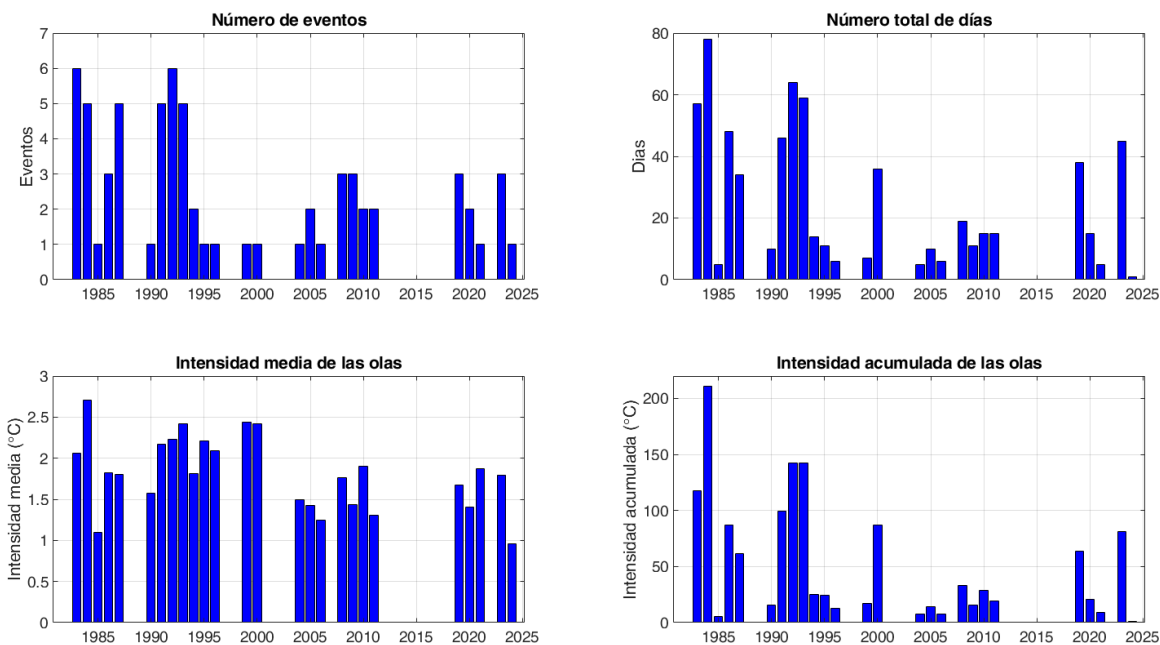 Número de eventos
7
6
5
4
3
2
1
0
Eventos
1985 1990 1995 2000 2005 2010 2015 2020 2025
Número total de días
80
60
40
20
0
Dias
1985 1990 1995 2000 2005 2010 2015 2020 2025
Intensidad media de las olas
3
2.5
2
1.5
1
0.5
0
Intensidad media (°C)
1985 1990 1995 2000 2005 2010 2015 2020 2025
Intensidad acumulada de las olas
200
150
100
50
0
Intensidad acumulada (°C)
1985 1990 1995 2000 2005 2010 2015 2020 2025